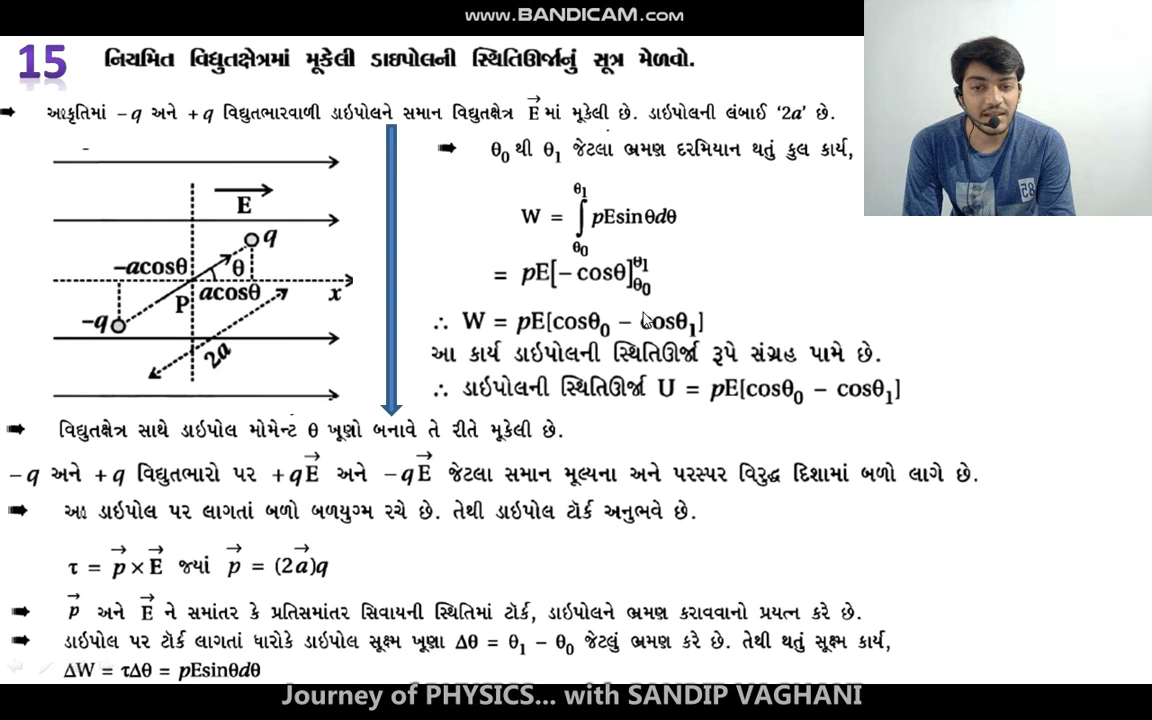 www.BANDICAM.com
15 નિયમિત વિદ્યુતક્ષેત્રમાં મૂકેલી ડાઇપોલની સ્થિતિઊર્જાનું સૂત્ર મેળવો.
➡ આકૃતિમાં −q અને +q વિદ્યુતભારવાળી ડાઇપોલને સમાન વિદ્યુતક્ષેત્ર E⃗ માં મૂકેલી છે. ડાઇપોલની લંબાઈ ‘2a’ છે.
E
q
−acosθ
θ
P
acosθ
x
−q
2a
➡ θ₀ થી θ₁ જેટલા ભ્રમણ દરમિયાન થતું કુલ કાર્ય,
W = ∫_{θ₀}^{θ₁} pEsinθdθ
= pE[− cosθ]_{θ₀}^{θ₁}
∴ W = pE[cosθ₀ − cosθ₁]
આ કાર્ય ડાઇપોલની સ્થિતિઊર્જા રૂપે સંગ્રહ પામે છે.
∴ ડાઇપોલની સ્થિતિઊર્જા U = pE[cosθ₀ − cosθ₁]
➡ વિદ્યુતક્ષેત્ર સાથે ડાઇપોલ મોમેન્ટ θ ખૂણો બનાવે તે રીતે મૂકેલી છે.
−q અને +q વિદ્યુતભારો પર +qE⃗ અને −qE⃗ જેટલા સમાન મૂલ્યના અને પરસ્પર વિરુદ્ધ દિશામાં બળો લાગે છે.
➡ આ ડાઇપોલ પર લાગતાં બળો બળયુગ્મ રચે છે. તેથી ડાઇપોલ ટૉર્ક અનુભવે છે.
τ = p⃗ × E⃗ જ્યાં p⃗ = (2a⃗)q
➡ p⃗ અને E⃗ ને સમાંતર કે પ્રતિસમાંતર સિવાયની સ્થિતિમાં ટૉર્ક, ડાઇપોલને ભ્રમણ કરાવવાનો પ્રયત્ન કરે છે.
➡ ડાઇપોલ પર ટૉર્ક લાગતાં ધારોકે ડાઇપોલ સૂક્ષ્મ ખૂણા Δθ = θ₁ − θ₀ જેટલું ભ્રમણ કરે છે. તેથી થતું સૂક્ષ્મ કાર્ય,
ΔW = τΔθ = pEsinθdθ
Journey of PHYSICS... with SANDIP VAGHANI